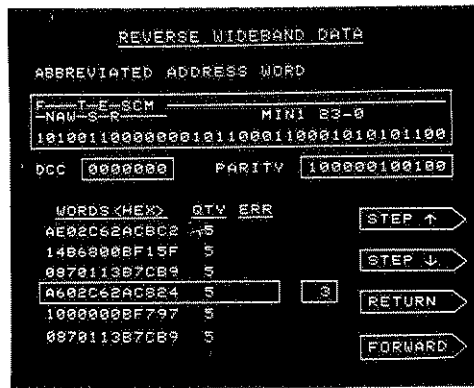 REVERSE WIDEBAND DATA
ABBREVIATED ADDRESS WORD
F T E SCM
NAW S R MIN1 23-0
101001100000001011000110001010101100
DCC 0000000 PARITY 100000100100
WORDS<HEX> QTY ERR
AE02C62ACBC2 5
14B6800BF15F 5
0870113B7CB9 5
A602C62AC824 5 3
1000000BF797 5
0870113B7CB9 5
STEP ↑
STEP ↓
RETURN
FORWARD